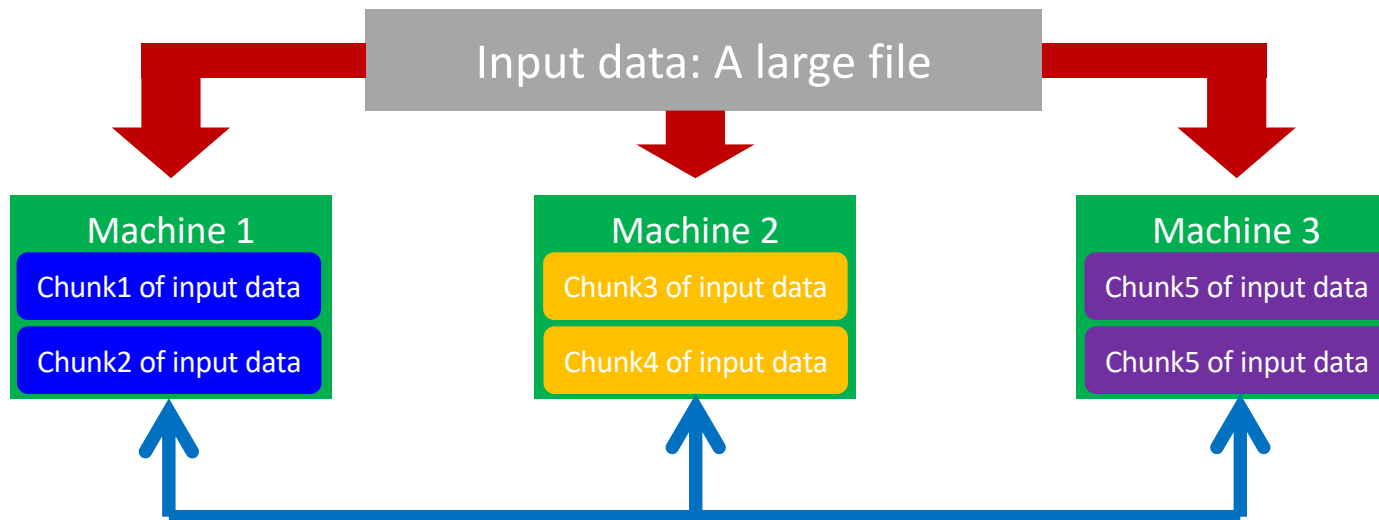 Input data: A large file
Machine 1
Chunk1 of input data
Chunk2 of input data
Machine 2
Chunk3 of input data
Chunk4 of input data
Machine 3
Chunk5 of input data
Chunk5 of input data